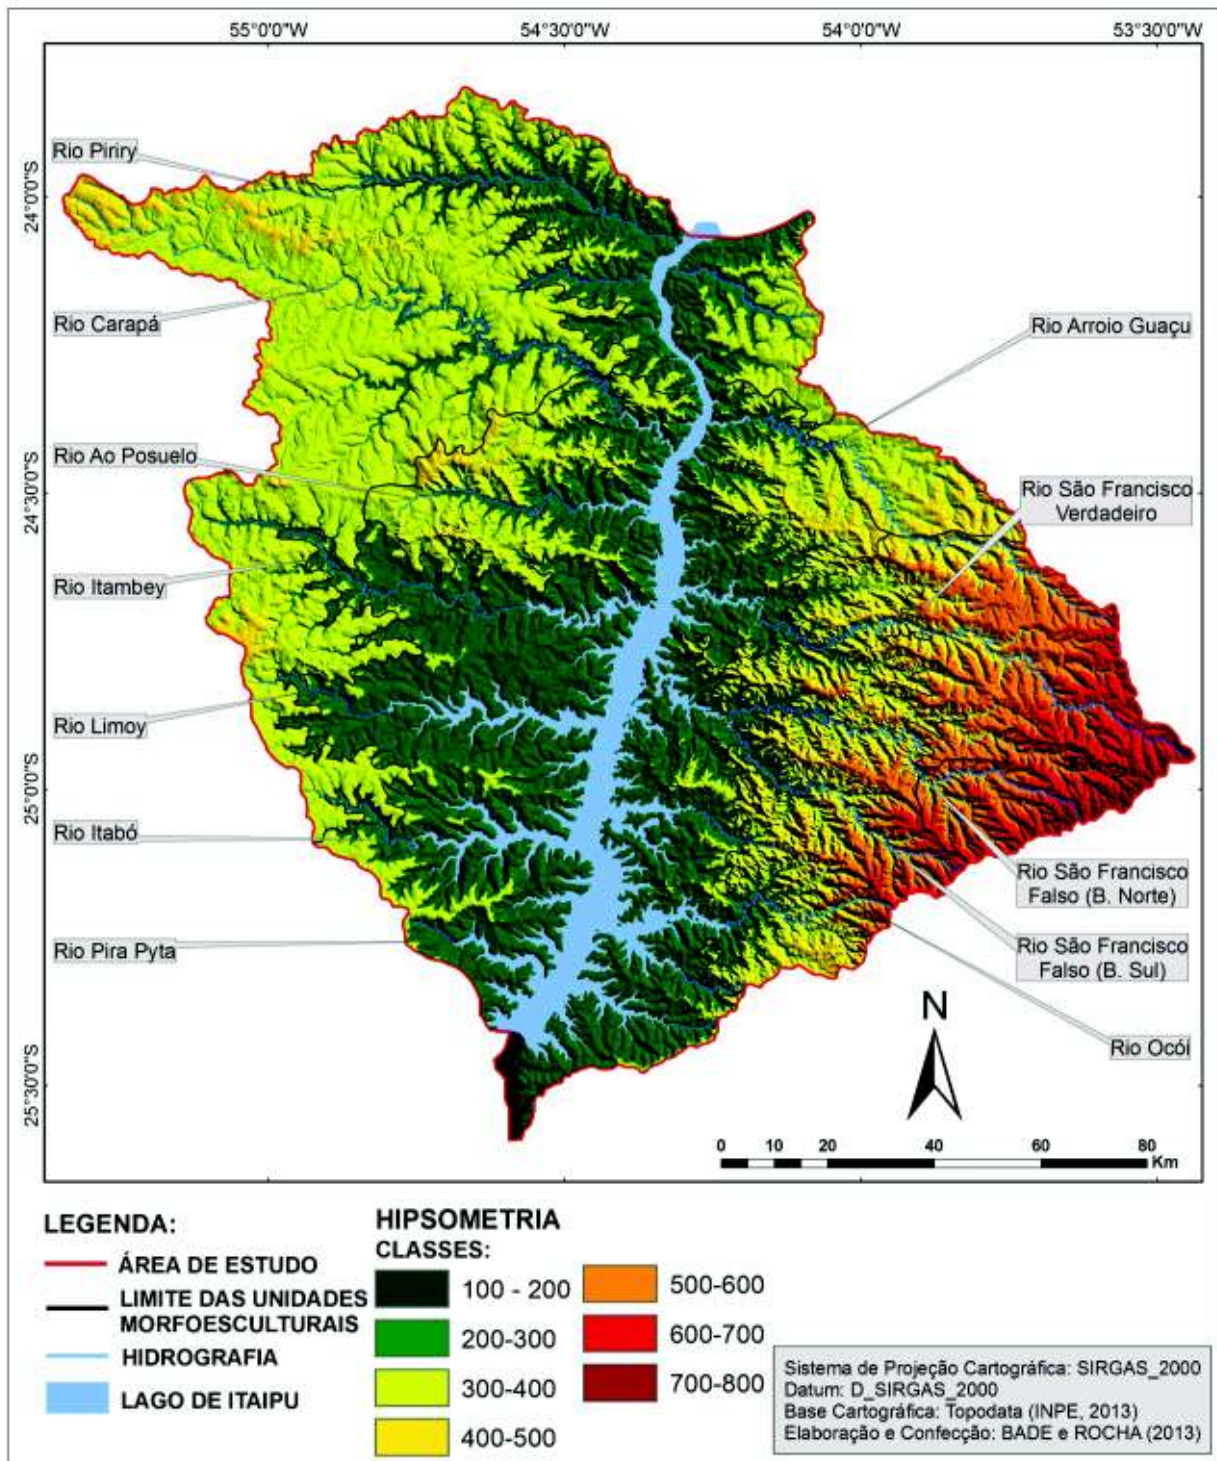 55°0'0"W
54°30'0"W
54°0'0"W
53°30'0"W
24°0'0"S
24°30'0"S
25°0'0"S
25°30'0"S
Rio Piriry
Rio Carapá
Rio Ao Posuelo
Rio Itambey
Rio Limoy
Rio Itabó
Rio Pira Pyta
Rio Arroio Guaçu
Rio São Francisco
Verdadeiro
Rio São Francisco
Falso (B. Norte)
Rio São Francisco
Falso (B. Sul)
Rio Ocói
N
0 10 20 40 60 80
Km
LEGENDA:
ÁREA DE ESTUDO
LIMITE DAS UNIDADES
MORFOESCULTURAIS
HIDROGRAFIA
LAGO DE ITAIPU
HIPSOMETRIA
CLASSES:
100 - 200
200-300
300-400
400-500
500-600
600-700
700-800
Sistema de Projeção Cartográfica: SIRGAS_2000
Datum: D_SIRGAS_2000
Base Cartográfica: Topodata (INPE, 2013)
Elaboração e Confecção: BADE e ROCHA (2013)